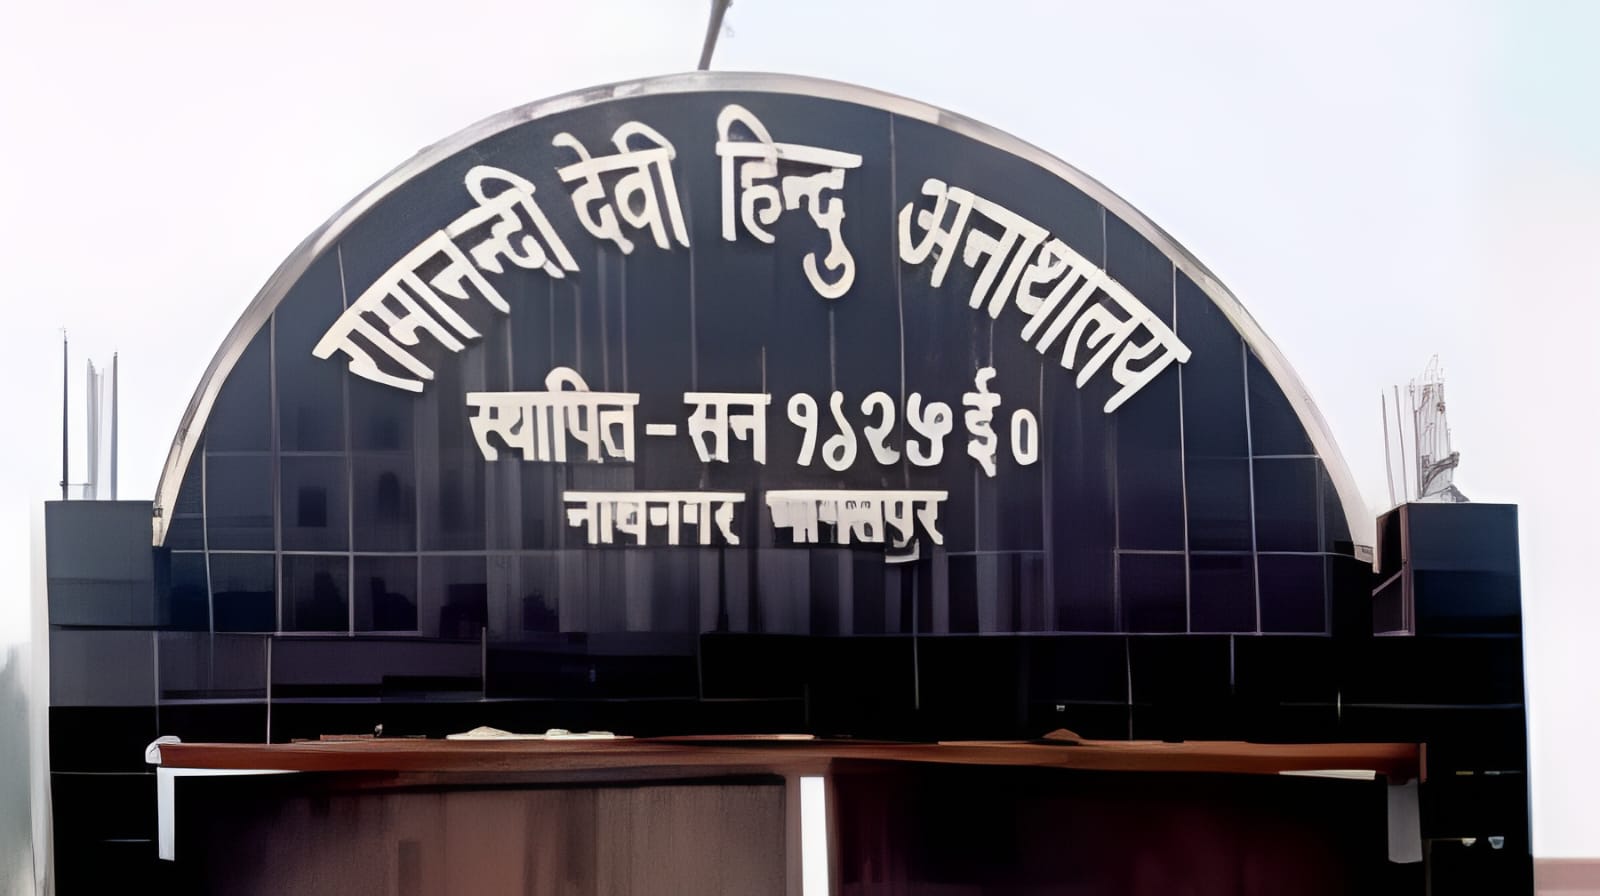 रामानन्दी देवी हिन्दु अनाथालय
स्थापित - सन १९२५ ई०